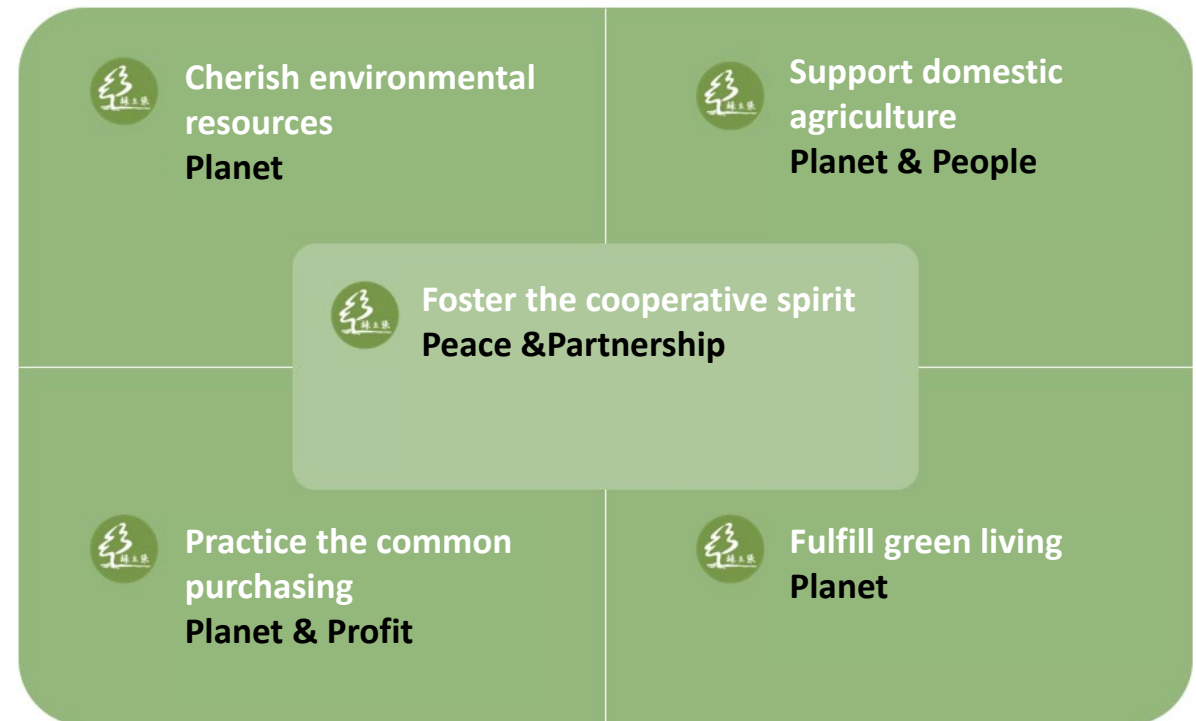 Cherish environmental
resources
Planet
Support domestic
agriculture
Planet & People
Foster the cooperative spirit
Peace &Partnership
Practice the common
purchasing
Planet & Profit
Fulfill green living
Planet